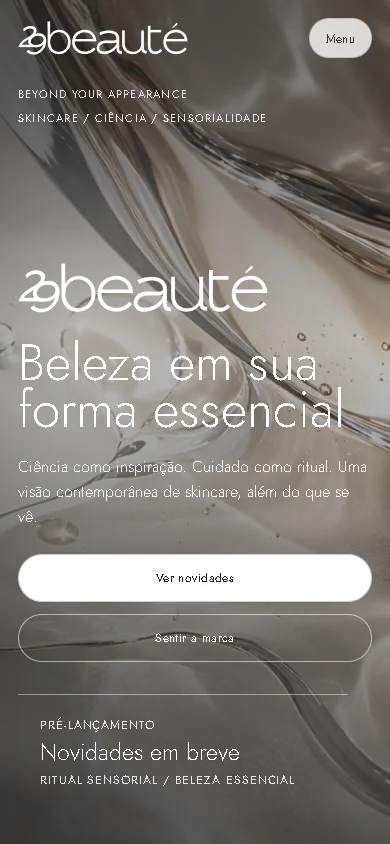 29beauté
Menu
BEYOND YOUR APPEARANCE
SKINCARE / CIÊNCIA / SENSORIALIDADE
29beauté
Beleza em sua
forma essencial
Ciência como inspiração. Cuidado como ritual. Uma
visão contemporânea de skincare, além do que se
vê.
Ver novidades
Sentir a marca
PRÉ-LANÇAMENTO
Novidades em breve
RITUAL SENSORIAL / BELEZA ESSENCIAL